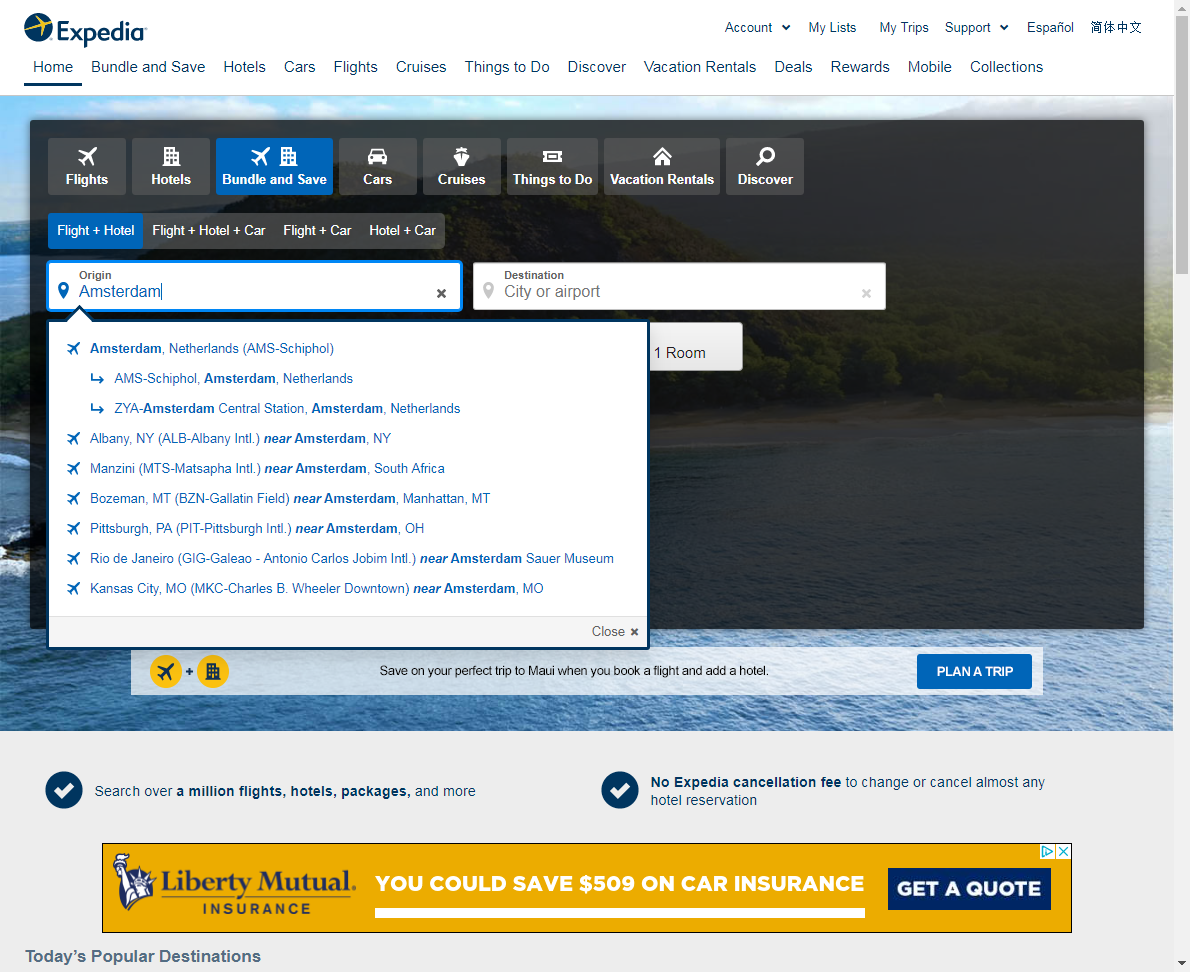 Expedia
Account My Lists My Trips Support Español 简体中文
Home Bundle and Save Hotels Cars Flights Cruises Things to Do Discover Vacation Rentals Deals Rewards Mobile Collections
Flights Hotels Bundle and Save Cars Cruises Things to Do Vacation Rentals Discover
Flight + Hotel Flight + Hotel + Car Flight + Car Hotel + Car
Origin
Amsterdam
Destination
City or airport
1 Room
Amsterdam, Netherlands (AMS-Schiphol)
AMS-Schiphol, Amsterdam, Netherlands
ZYA-Amsterdam Central Station, Amsterdam, Netherlands
Albany, NY (ALB-Albany Intl.) near Amsterdam, NY
Manzini (MTS-Matsapha Intl.) near Amsterdam, South Africa
Bozeman, MT (BZN-Gallatin Field) near Amsterdam, Manhattan, MT
Pittsburgh, PA (PIT-Pittsburgh Intl.) near Amsterdam, OH
Rio de Janeiro (GIG-Galeao - Antonio Carlos Jobim Intl.) near Amsterdam Sauer Museum
Kansas City, MO (MKC-Charles B. Wheeler Downtown) near Amsterdam, MO
Close
+ Save on your perfect trip to Maui when you book a flight and add a hotel. PLAN A TRIP
Search over a million flights, hotels, packages, and more
No Expedia cancellation fee to change or cancel almost any
hotel reservation
Liberty Mutual.
INSURANCE
YOU COULD SAVE $509 ON CAR INSURANCE
GET A QUOTE
Today's Popular Destinations